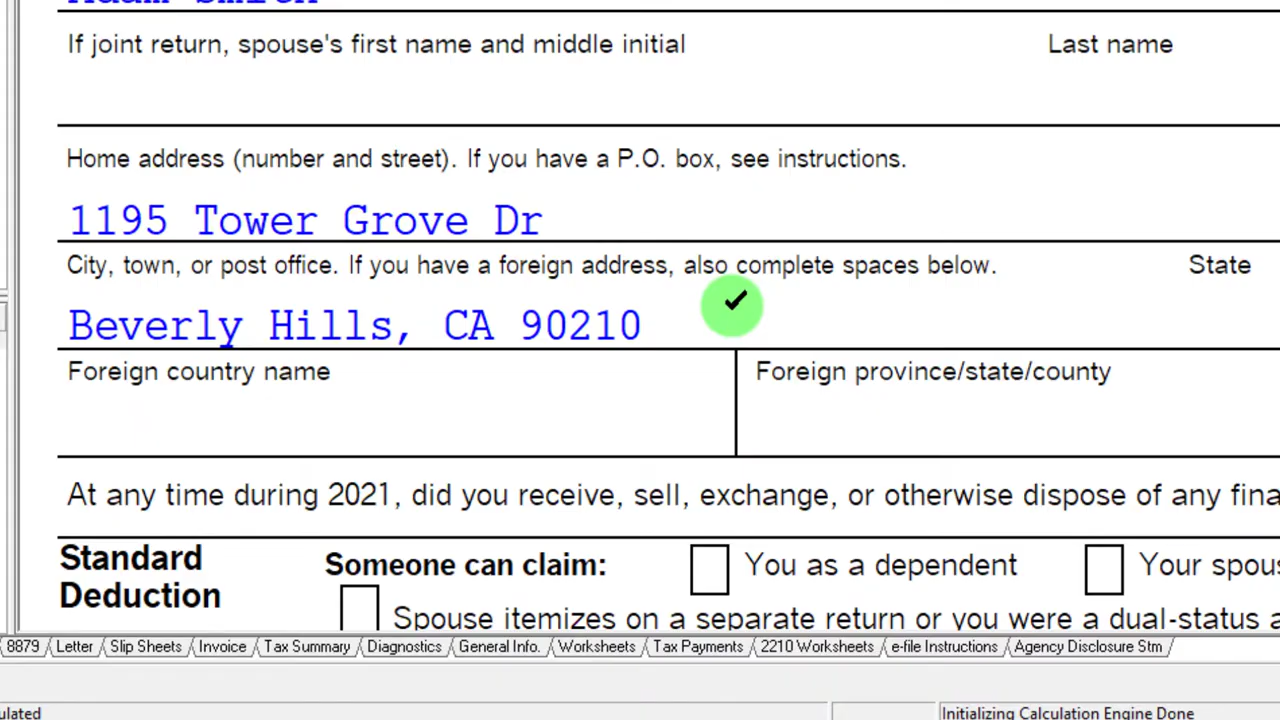 Adam Smith
If joint return, spouse's first name and middle initial Last name
Home address (number and street). If you have a P.O. box, see instructions.
1195 Tower Grove Dr
City, town, or post office. If you have a foreign address, also complete spaces below. State
Beverly Hills, CA 90210
Foreign country name Foreign province/state/county
At any time during 2021, did you receive, sell, exchange, or otherwise dispose of any fina
Standard Someone can claim: You as a dependent Your spous
Deduction
Spouse itemizes on a separate return or you were a dual-status a
8879 Letter Slip Sheets Invoice Tax Summary Diagnostics General Info. Worksheets Tax Payments 2210 Worksheets e-file Instructions Agency Disclosure Stm
ulated Initializing Calculation Engine Done